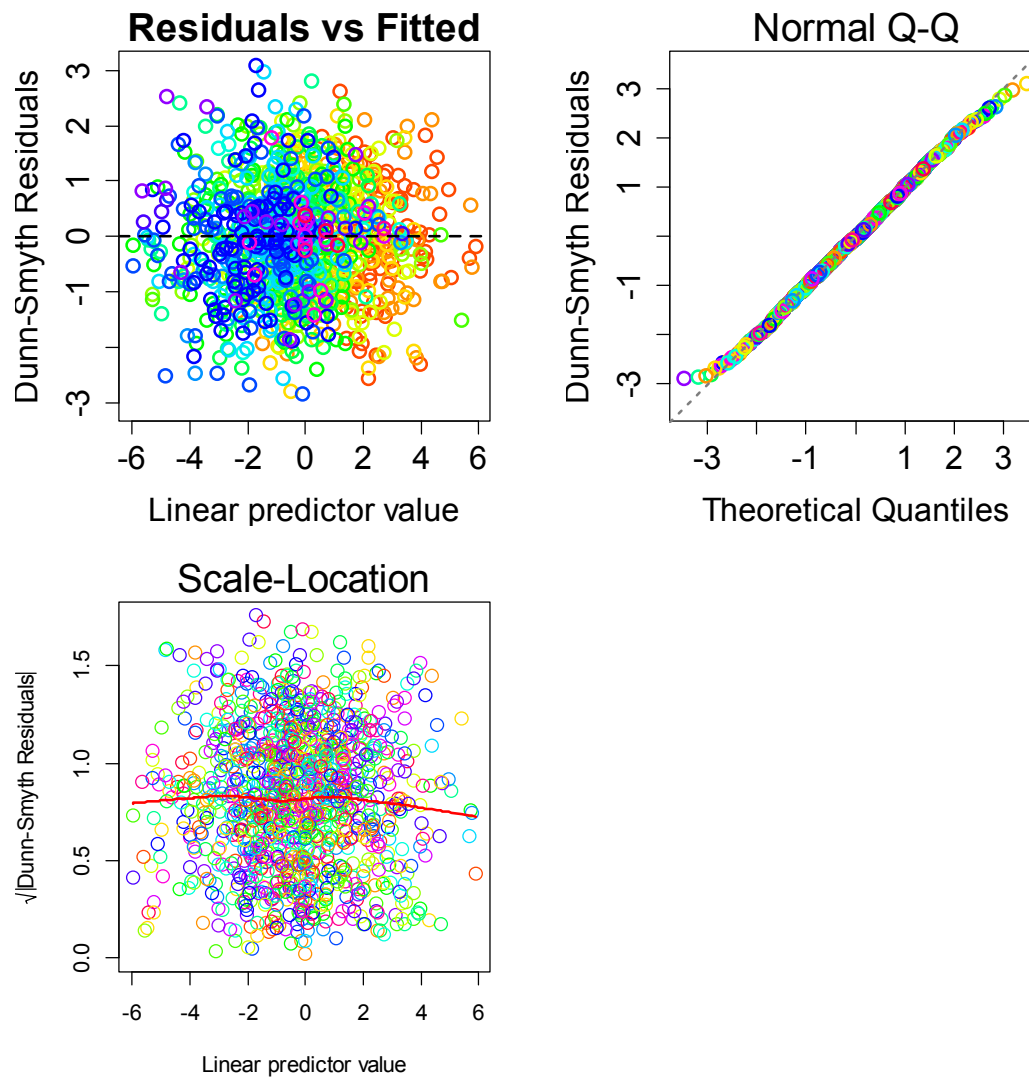 Residuals vs Fitted
Dunn-Smyth Residuals
3
2
1
0
-1
-3
-6 -4 -2 0 2 4 6
Linear predictor value
Normal Q-Q
Dunn-Smyth Residuals
3
1
-1
-3
-3 -1 1 2 3
Theoretical Quantiles
Scale-Location
√|Dunn-Smyth Residuals|
1.5
1.0
0.5
0.0
-6 -4 -2 0 2 4 6
Linear predictor value